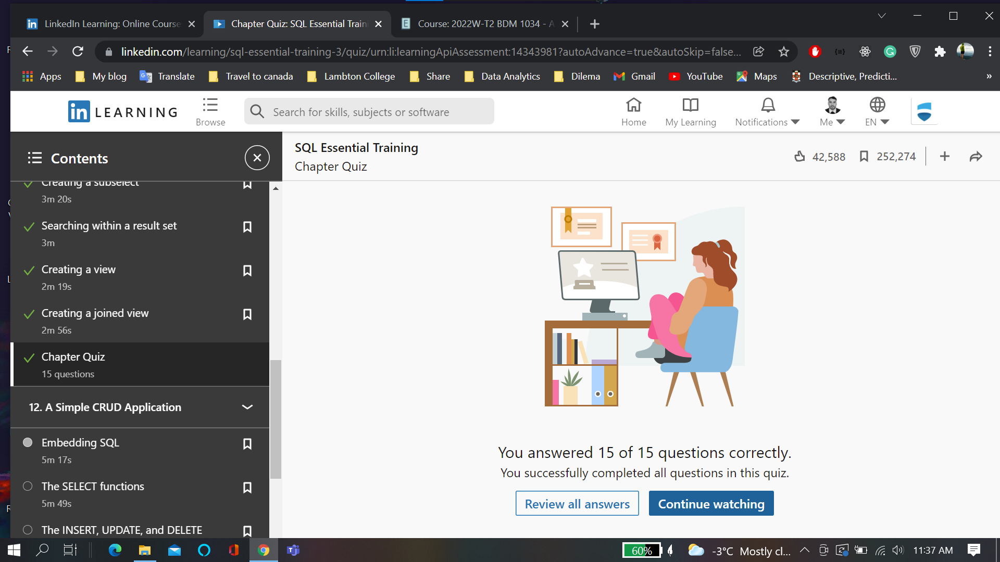 LinkedIn Learning: Online Course
Chapter Quiz: SQL Essential Traini
Course: 2022W-T2 BDM 1034 - A
linkedin.com/learning/sql-essential-training-3/quiz/urn:li:learningApiAssessment:14343981?autoAdvance=true&autoSkip=false...
Apps
My blog
Translate
Travel to canada
Lambton College
Share
Data Analytics
Dilema
Gmail
YouTube
Maps
Descriptive, Predicti...
in LEARNING
Browse
Search for skills, subjects or software
Home
My Learning
Notifications
Me
EN
Contents
SQL Essential Training
Chapter Quiz
42,588
252,274
Creating a subselect
3m 20s
Searching within a result set
3m
Creating a view
2m 19s
Creating a joined view
2m 56s
Chapter Quiz
15 questions
12. A Simple CRUD Application
Embedding SQL
5m 17s
The SELECT functions
5m 49s
The INSERT, UPDATE, and DELETE
You answered 15 of 15 questions correctly.
You successfully completed all questions in this quiz.
Review all answers
Continue watching
60%
-3°C Mostly cl...
11:37 AM